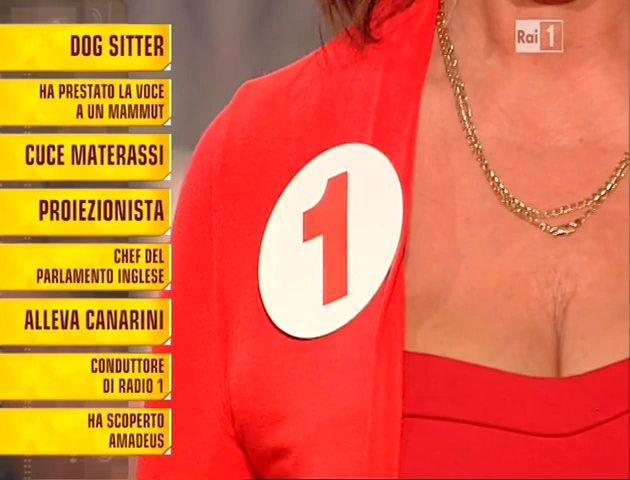 DOG SITTER
HA PRESTATO LA VOCE
A UN MAMMUT
CUCE MATERASSI
PROIEZIONISTA
CHEF DEL
PARLAMENTO INGLESE
ALLEVA CANARINI
CONDUTTORE
DI RADIO 1
HA SCOPERTO
AMADEUS
1
Rai 1